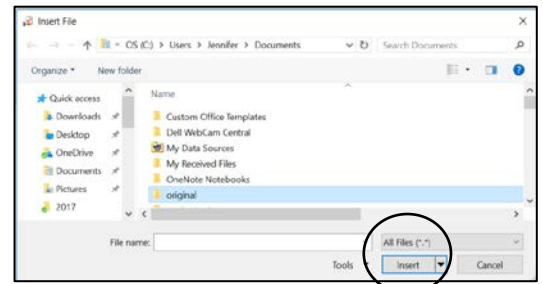 Insert File
OS (C:) > Users > Jennifer > Documents
Search Documents
Organize
New folder
Quick access
Downloads
Desktop
OneDrive
Documents
Pictures
2017
Name
Custom Office Templates
Dell WebCam Central
My Data Sources
My Received Files
OneNote Notebooks
original
File name:
All Files (*.*)
Tools
Insert
Cancel